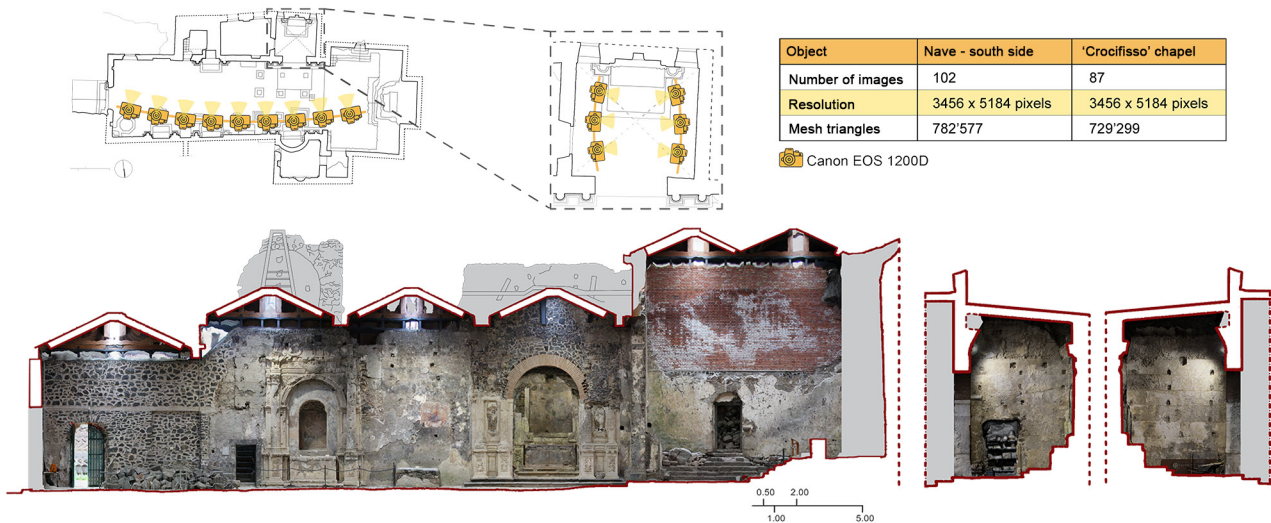 Object Nave - south side 'Crocifisso' chapel
Number of images 102 87
Resolution 3456 x 5184 pixels 3456 x 5184 pixels
Mesh triangles 782'577 729'299
Canon EOS 1200D
0.50 2.00
1.00 5.00